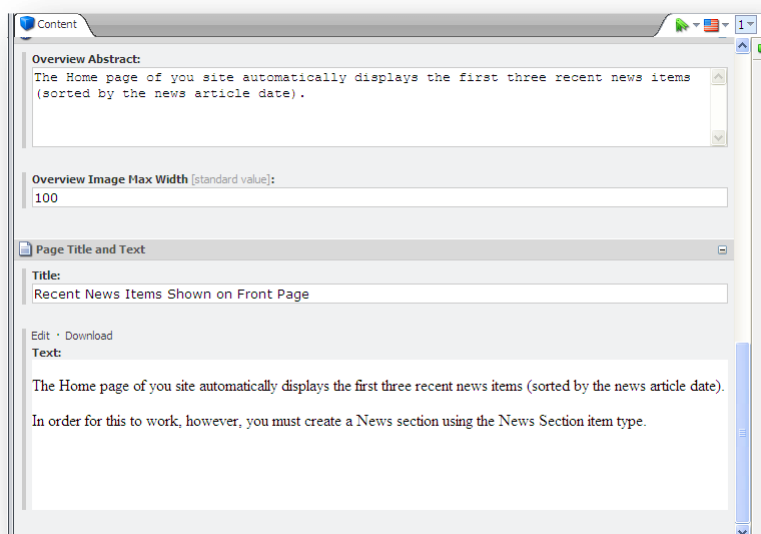 Content
1
Overview Abstract:
The Home page of you site automatically displays the first three recent news items
(sorted by the news article date).
Overview Image Max Width [standard value]:
100
Page Title and Text
Title:
Recent News Items Shown on Front Page
Edit · Download
Text:
The Home page of you site automatically displays the first three recent news items (sorted by the news article date).
In order for this to work, however, you must create a News section using the News Section item type.